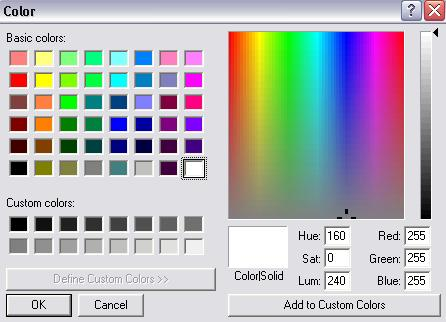 Color
Basic colors:
Custom colors:
Define Custom Colors >>
OK
Cancel
Color|Solid
Hue: 160
Sat: 0
Lum: 240
Red: 255
Green: 255
Blue: 255
Add to Custom Colors